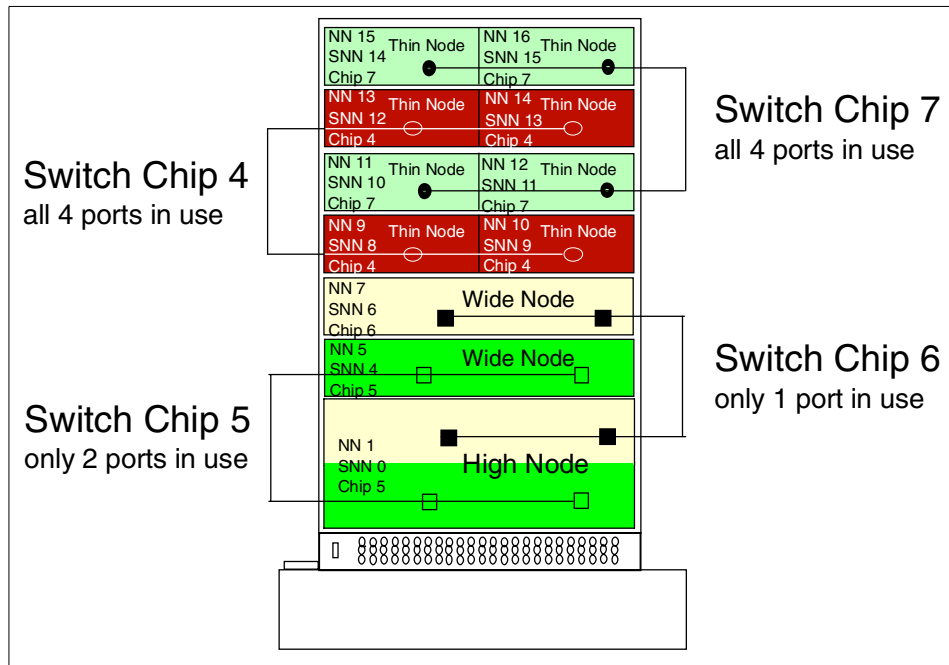 NN 15
Thin Node
SNN 14
Chip 7
NN 16
Thin Node
SNN 15
Chip 7
NN 13
Thin Node
SNN 12
Chip 4
NN 14
Thin Node
SNN 13
Chip 4
Switch Chip 7
all 4 ports in use
Switch Chip 4
all 4 ports in use
NN 11
Thin Node
SNN 10
Chip 7
NN 12
Thin Node
SNN 11
Chip 7
NN 9
Thin Node
SNN 8
Chip 4
NN 10
Thin Node
SNN 9
Chip 4
NN 7
Wide Node
SNN 6
Chip 6
NN 5
Wide Node
SNN 4
Chip 5
Switch Chip 6
only 1 port in use
Switch Chip 5
only 2 ports in use
NN 1
SNN 0
High Node
Chip 5